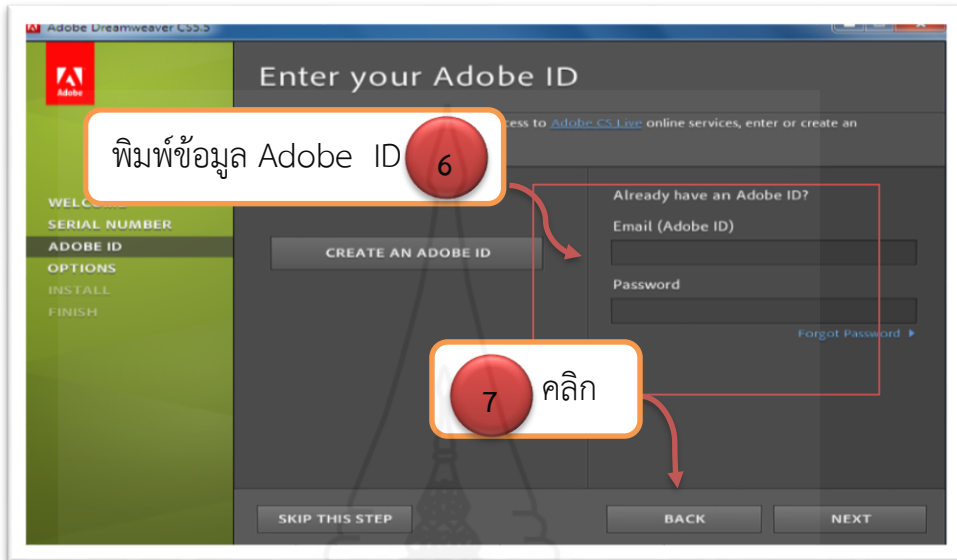 Adobe Dreamweaver CS5.5
Adobe
Enter your Adobe ID
to Adobe CS Live online services, enter or create an
พิมพ์ข้อมูล Adobe ID
6
WELCOME
SERIAL NUMBER
ADOBE ID
OPTIONS
INSTALL
FINISH
CREATE AN ADOBE ID
Already have an Adobe ID?
Email (Adobe ID)
Password
Forgot Password
7
คลิก
SKIP THIS STEP
BACK
NEXT